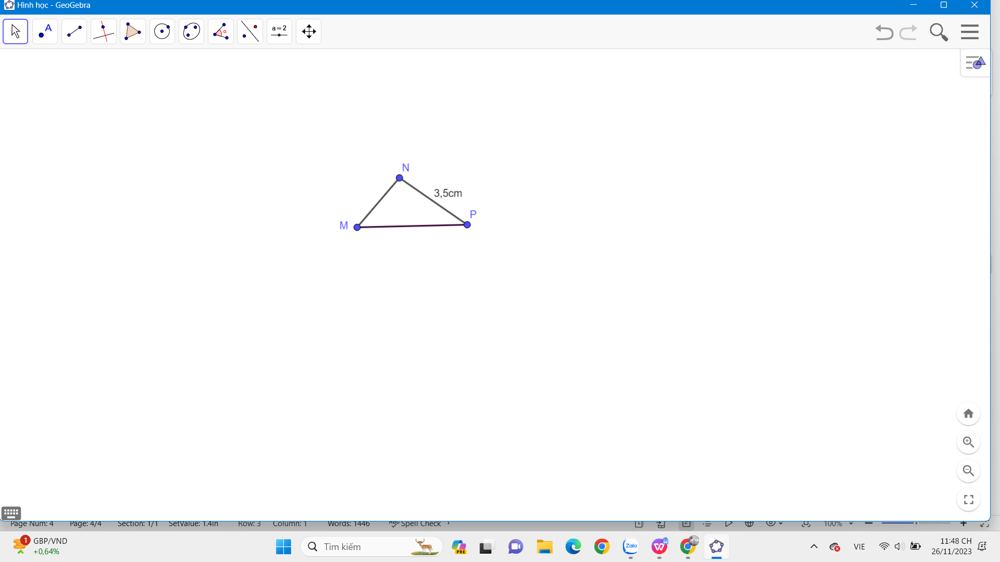 Hình học - GeoGebra
A
α
a=2
N
3,5cm
P
M
Page Num: 4 Page: 4/4 Section: 1/1 SetValue: 1.4in Row: 3 Column: 1 Words: 1446 Spell Check 100%
1
GBP/VND
+0,64%
Tìm kiếm
PRE
Zalo
VIE
11:48 CH
26/11/2023